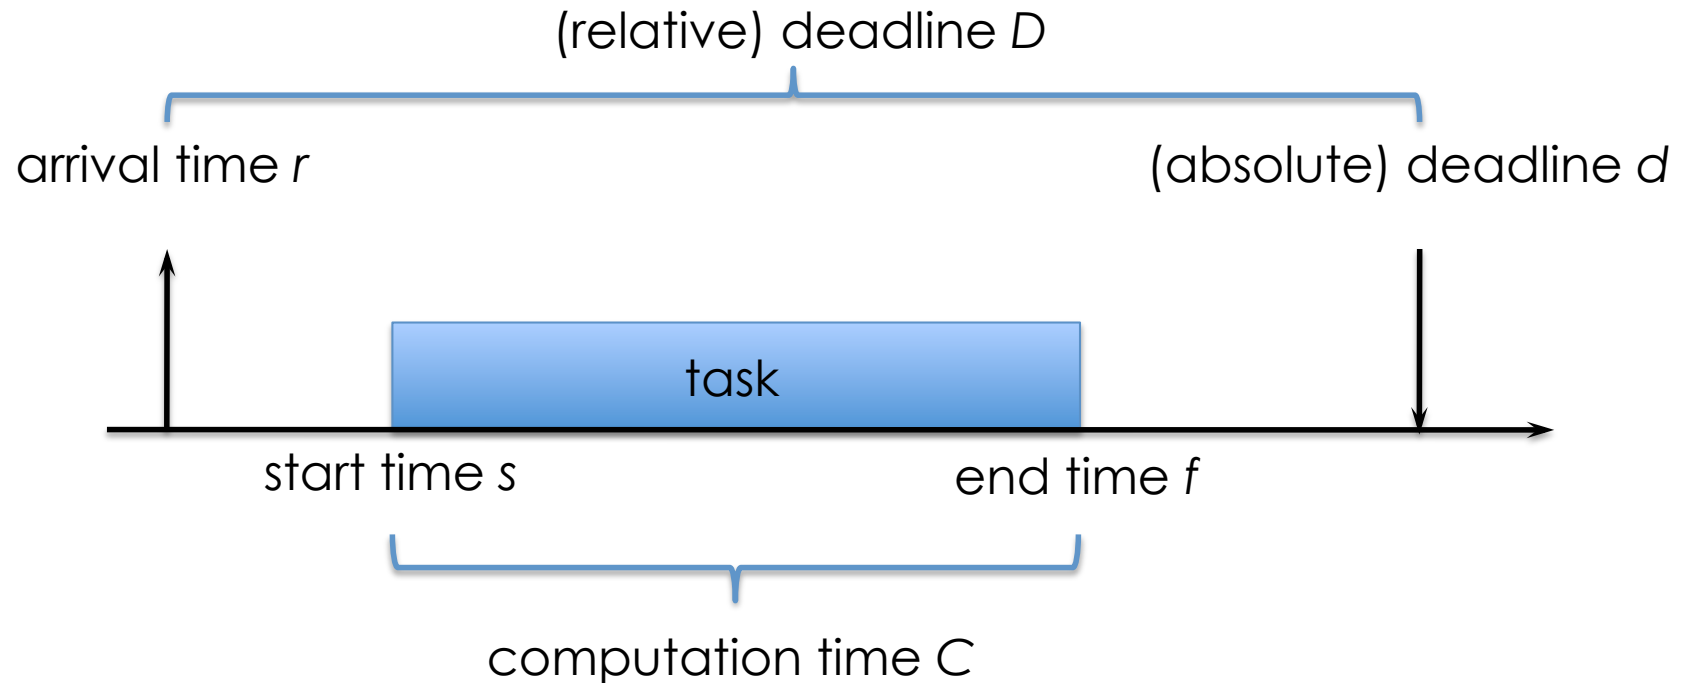 (relative) deadline D
arrival time r
(absolute) deadline d
task
start time s
end time f
computation time C